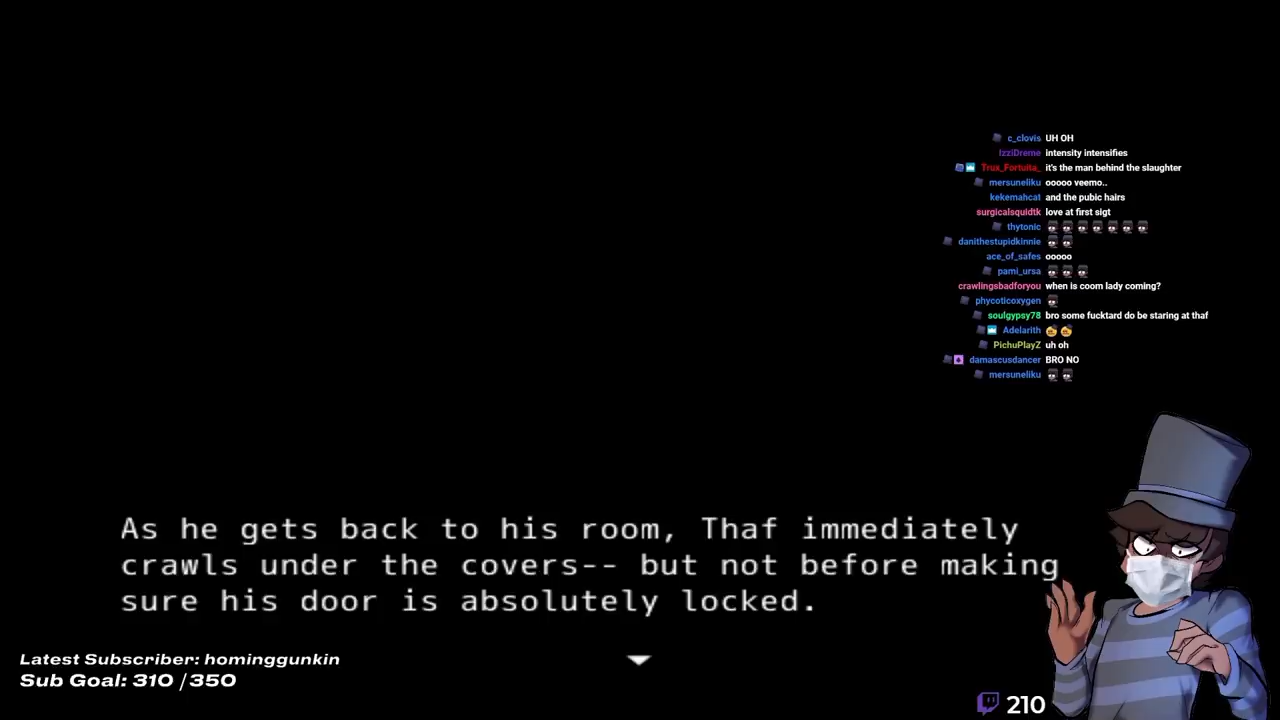 c_clovis UH OH
IzziDreme intensity intensifies
Trux_Fortuita_ it's the man behind the slaughter
mersuneliku ooooo veemo..
kekemahcat and the pubic hairs
surgicalsquidtk love at first sigt
thytonic
danithestupidkinnie
ace_of_safes ooooo
pami_ursa
crawlingsbadforyou when is coom lady coming?
phycoticoxygen
soulgypsy78 bro some fucktard do be staring at thaf
Adelarith
PichuPlayZ uh oh
damascusdancer BRO NO
mersuneliku
As he gets back to his room, Thaf immediately
crawls under the covers-- but not before making
sure his door is absolutely locked.
Latest Subscriber: hominggunkin
Sub Goal: 310 /350
210